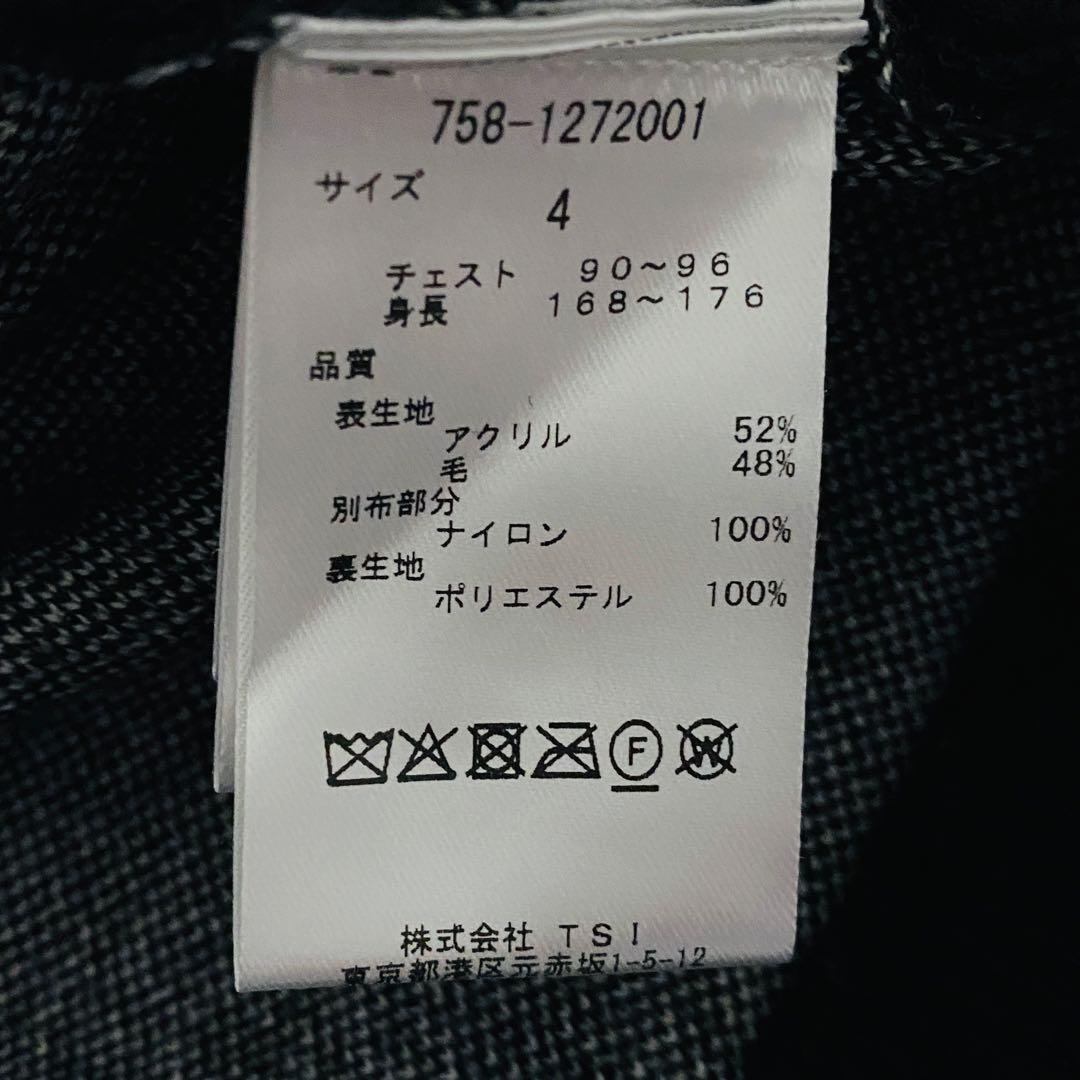 758-1272001
サイズ
4
チェスト 90～96
身長 168～176
品質
表生地
アクリル 52%
毛 48%
別布部分
ナイロン 100%
裏生地
ポリエステル 100%
F W
株式会社 TSI
東京都港区元赤坂1-5-12